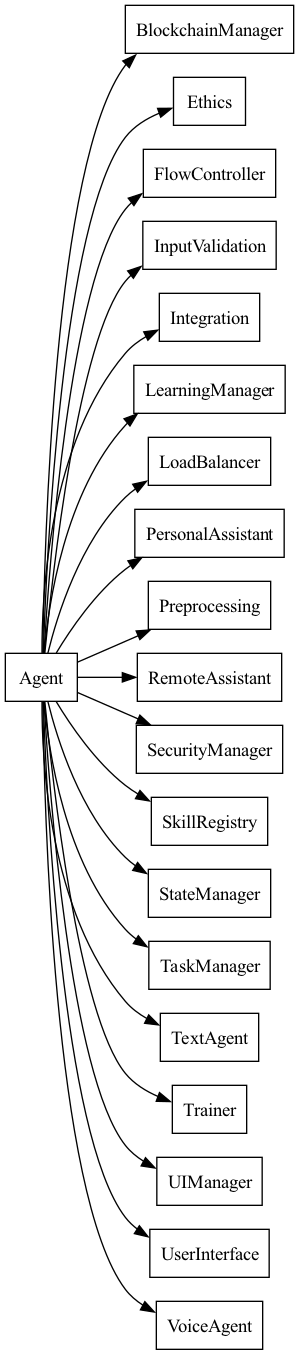 BlockchainManager
Ethics
FlowController
InputValidation
Integration
LearningManager
LoadBalancer
PersonalAssistant
Preprocessing
Agent
RemoteAssistant
SecurityManager
SkillRegistry
StateManager
TaskManager
TextAgent
Trainer
UIManager
UserInterface
VoiceAgent